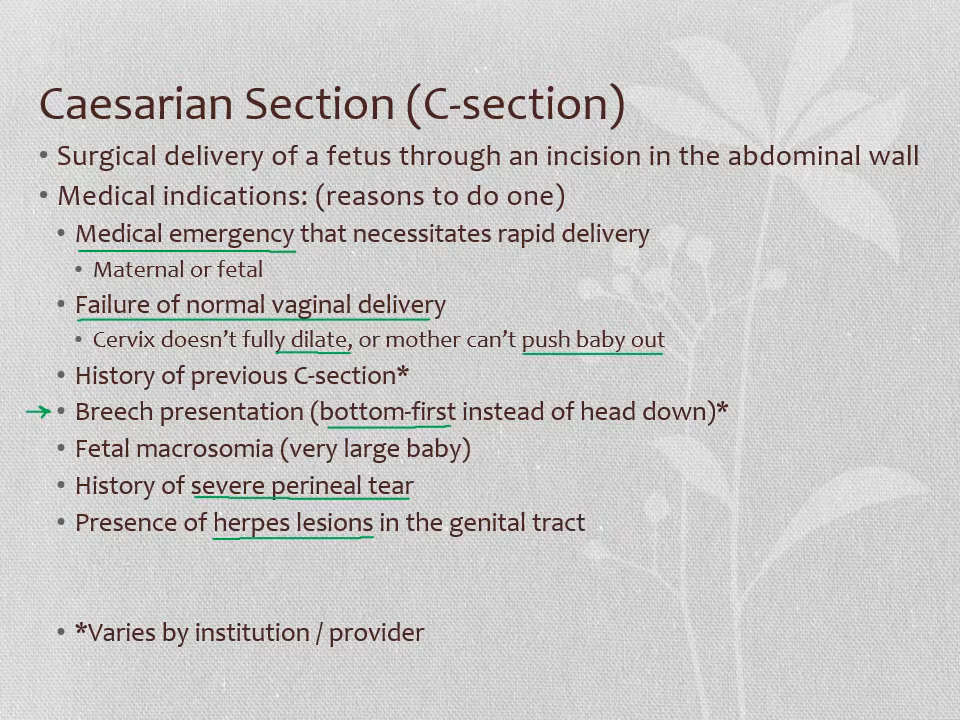 Caesarian Section (C-section)
• Surgical delivery of a fetus through an incision in the abdominal wall
• Medical indications: (reasons to do one)
• Medical emergency that necessitates rapid delivery
• Maternal or fetal
• Failure of normal vaginal delivery
• Cervix doesn't fully dilate, or mother can't push baby out
• History of previous C-section*
• Breech presentation (bottom-first instead of head down)*
• Fetal macrosomia (very large baby)
• History of severe perineal tear
• Presence of herpes lesions in the genital tract
• *Varies by institution / provider